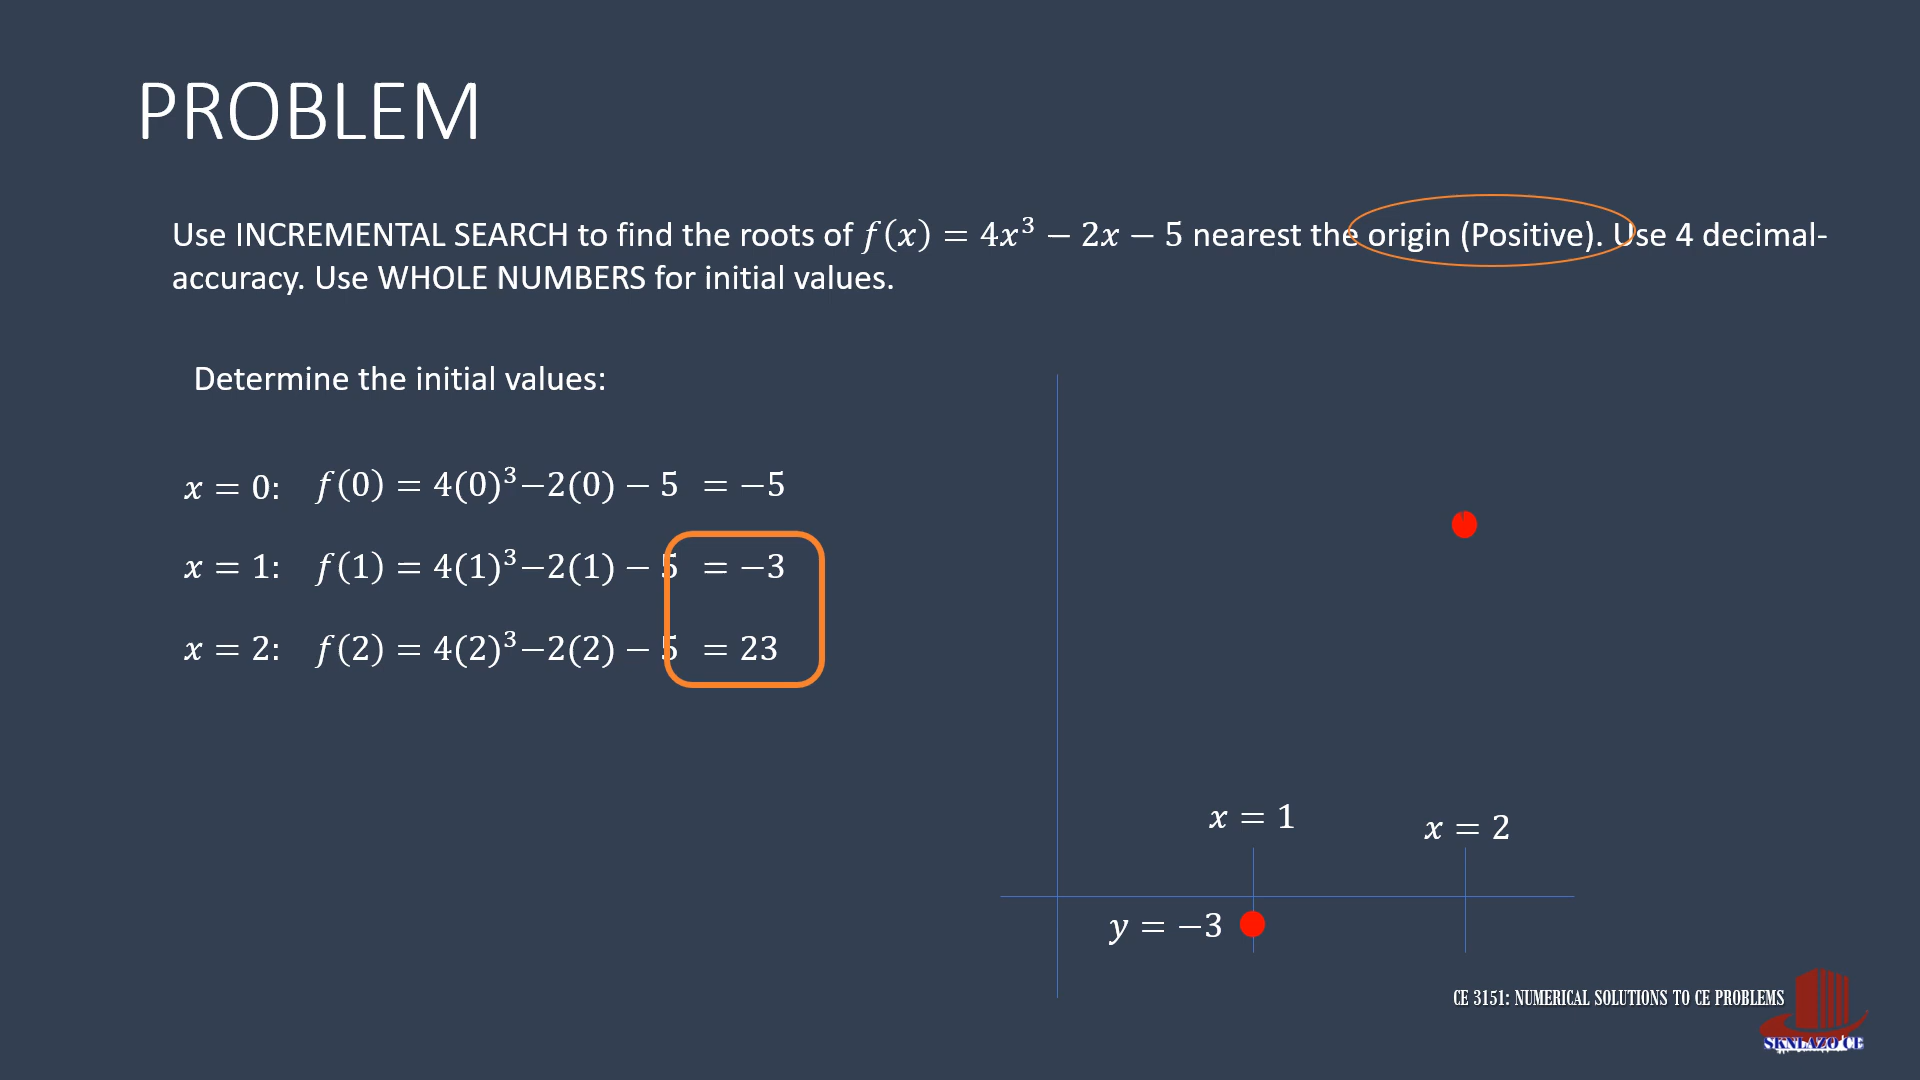 PROBLEM
Use INCREMENTAL SEARCH to find the roots of f(x) = 4x³ − 2x − 5 nearest the origin (Positive). Use 4 decimal-
accuracy. Use WHOLE NUMBERS for initial values.
Determine the initial values:
x = 0: f(0) = 4(0)³−2(0) − 5 = −5
x = 1: f(1) = 4(1)³−2(1) − 5 = −3
x = 2: f(2) = 4(2)³−2(2) − 5 = 23
x = 1
x = 2
y = −3
CE 3151: NUMERICAL SOLUTIONS TO CE PROBLEMS
SKNLAZO CE